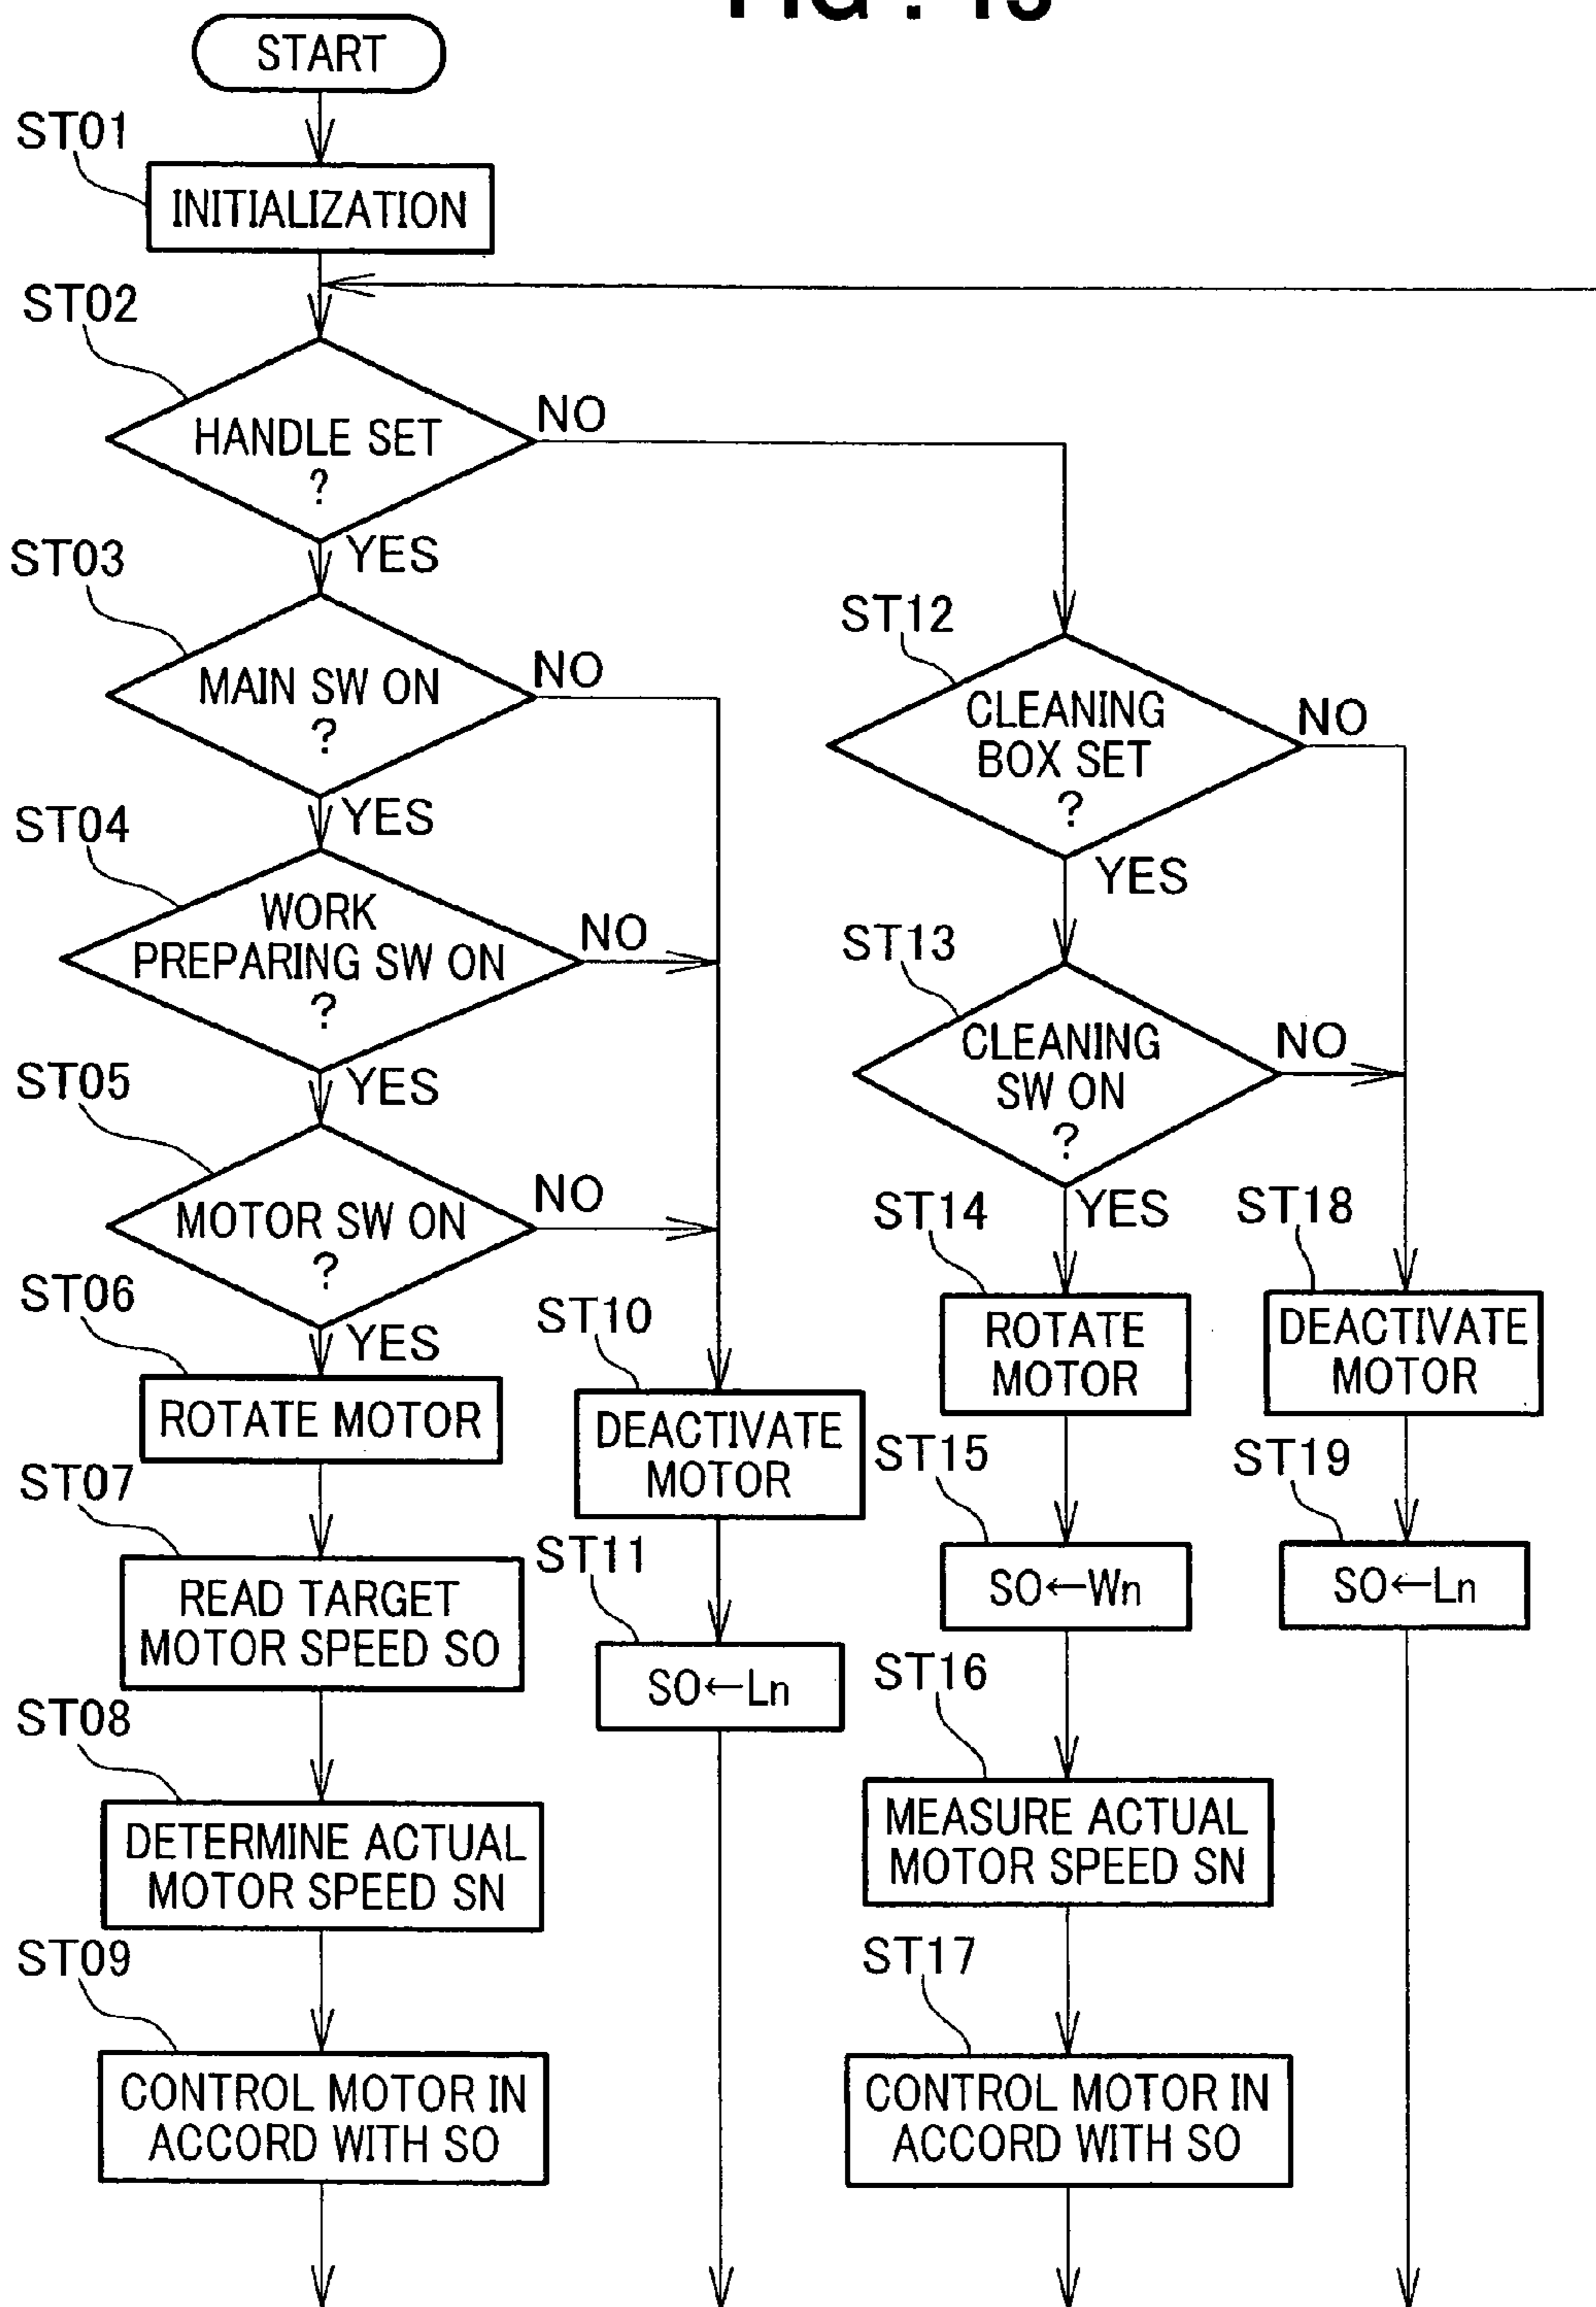 START
ST01
INITIALIZATION
ST02
HANDLE SET
?
NO
YES
ST03
MAIN SW ON
?
NO
YES
ST04
WORK
PREPARING SW ON
?
NO
YES
ST05
MOTOR SW ON
?
NO
YES
ST06
ROTATE MOTOR
ST07
READ TARGET
MOTOR SPEED SO
ST08
DETERMINE ACTUAL
MOTOR SPEED SN
ST09
CONTROL MOTOR IN
ACCORD WITH SO
ST10
DEACTIVATE
MOTOR
ST11
SO←Ln
ST12
CLEANING
BOX SET
?
NO
YES
ST13
CLEANING
SW ON
?
NO
YES
ST14
ROTATE
MOTOR
ST15
SO←Wn
ST16
MEASURE ACTUAL
MOTOR SPEED SN
ST17
CONTROL MOTOR IN
ACCORD WITH SO
ST18
DEACTIVATE
MOTOR
ST19
SO←Ln